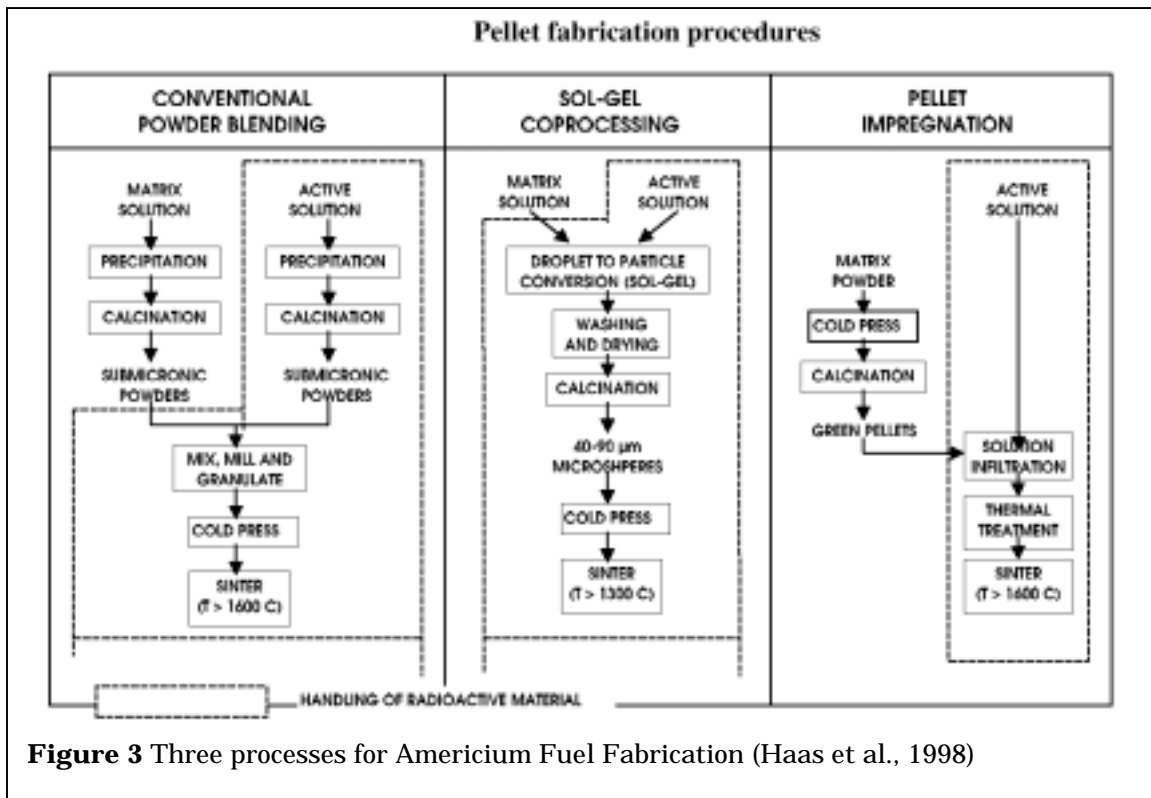 Pellet fabrication procedures
CONVENTIONAL
POWDER BLENDING
MATRIX
SOLUTION
PRECIPITATION
CALCINATION
SUBMICRONIC
POWDERS
ACTIVE
SOLUTION
PRECIPITATION
CALCINATION
SUBMICRONIC
POWDERS
MIX, MILL AND
GRANULATE
COLD PRESS
SINTER
(T > 1600 C)
SOL-GEL
COPROCESSING
MATRIX
SOLUTION
ACTIVE
SOLUTION
DROPLET TO PARTICLE
CONVERSION (SOL-GEL)
WASHING
AND DRYING
CALCINATION
40-90 µm
MICROSHPERES
COLD PRESS
SINTER
(T > 1300 C)
PELLET
IMPREGNATION
MATRIX
POWDER
COLD PRESS
CALCINATION
GREEN PELLETS
ACTIVE
SOLUTION
SOLUTION
INFILTRATION
THERMAL
TREATMENT
SINTER
(T > 1600 C)
HANDLING OF RADIOACTIVE MATERIAL
Figure 3 Three processes for Americium Fuel Fabrication (Haas et al., 1998)